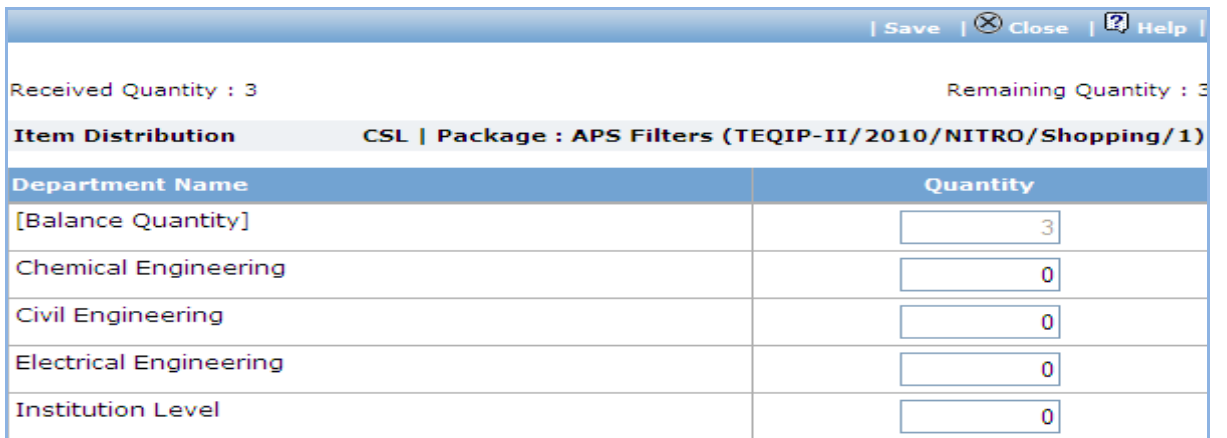 | Save | Close | Help |
Received Quantity : 3 Remaining Quantity : 3
Item Distribution CSL | Package : APS Filters (TEQIP-II/2010/NITRO/Shopping/1)
Department Name Quantity
[Balance Quantity] 3
Chemical Engineering 0
Civil Engineering 0
Electrical Engineering 0
Institution Level 0